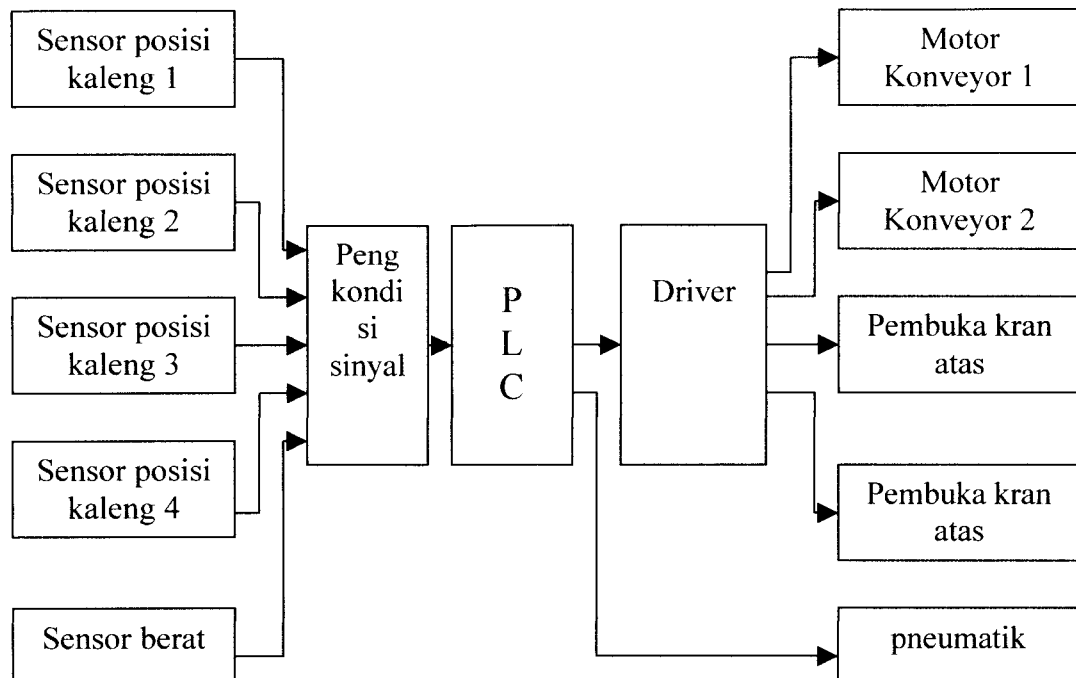 Sensor posisi
kaleng 1
Sensor posisi
kaleng 2
Sensor posisi
kaleng 3
Sensor posisi
kaleng 4
Sensor berat
Peng
kondi
si
sinyal
P
L
C
Driver
Motor
Konveyor 1
Motor
Konveyor 2
Pembuka kran
atas
Pembuka kran
atas
pneumatik